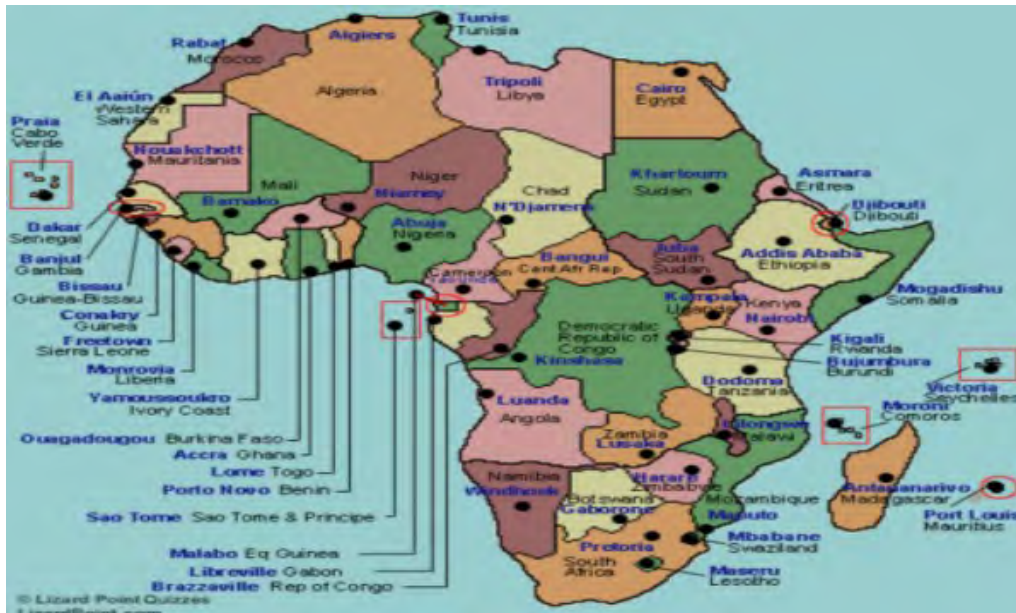 Tunis
Tunisia
Algiers
Rabat
Morocco
Algeria
Tripoli
Libya
Cairo
Egypt
El Aaiún
Western
Sahara
Praia
Cabo
Verde
Nouakchott
Mauritania
Mali
Bamako
Niger
Niamey
Chad
N'Djamena
Khartoum
Sudan
Asmara
Eritrea
Djibouti
Djibouti
Dakar
Senegal
Banjul
Gambia
Bissau
Guinea-Bissau
Conakry
Guinea
Freetown
Sierra Leone
Monrovia
Liberia
Yamoussoukro
Ivory Coast
Ouagadougou Burkina Faso
Accra Ghana
Lome Togo
Porto Novo Benin
Sao Tome Sao Tome & Principe
Malabo Eq Guinea
Libreville Gabon
Brazzaville Rep of Congo
Abuja
Nigeria
Cameroon
Yaounde
Bangui
Cent Afr Rep
Juba
South
Sudan
Addis Ababa
Ethiopia
Mogadishu
Somalia
Kampala
Uganda
Kenya
Nairobi
Democratic
Republic of
Congo
Kinshasa
Kigali
Rwanda
Bujumbura
Burundi
Dodoma
Tanzania
Victoria
Seychelles
Moroni
Comoros
Luanda
Angola
Zambia
Lusaka
Lilongwe
Malawi
Harare
Zimbabwe
Mozambique
Maputo
Namibia
Windhoek
Botswana
Gaborone
Antananarivo
Madagascar
Port Louis
Mauritius
Pretoria
South
Africa
Mbabane
Swaziland
Maseru
Lesotho
© Lizard Point Quizzes
LizardPoint.com